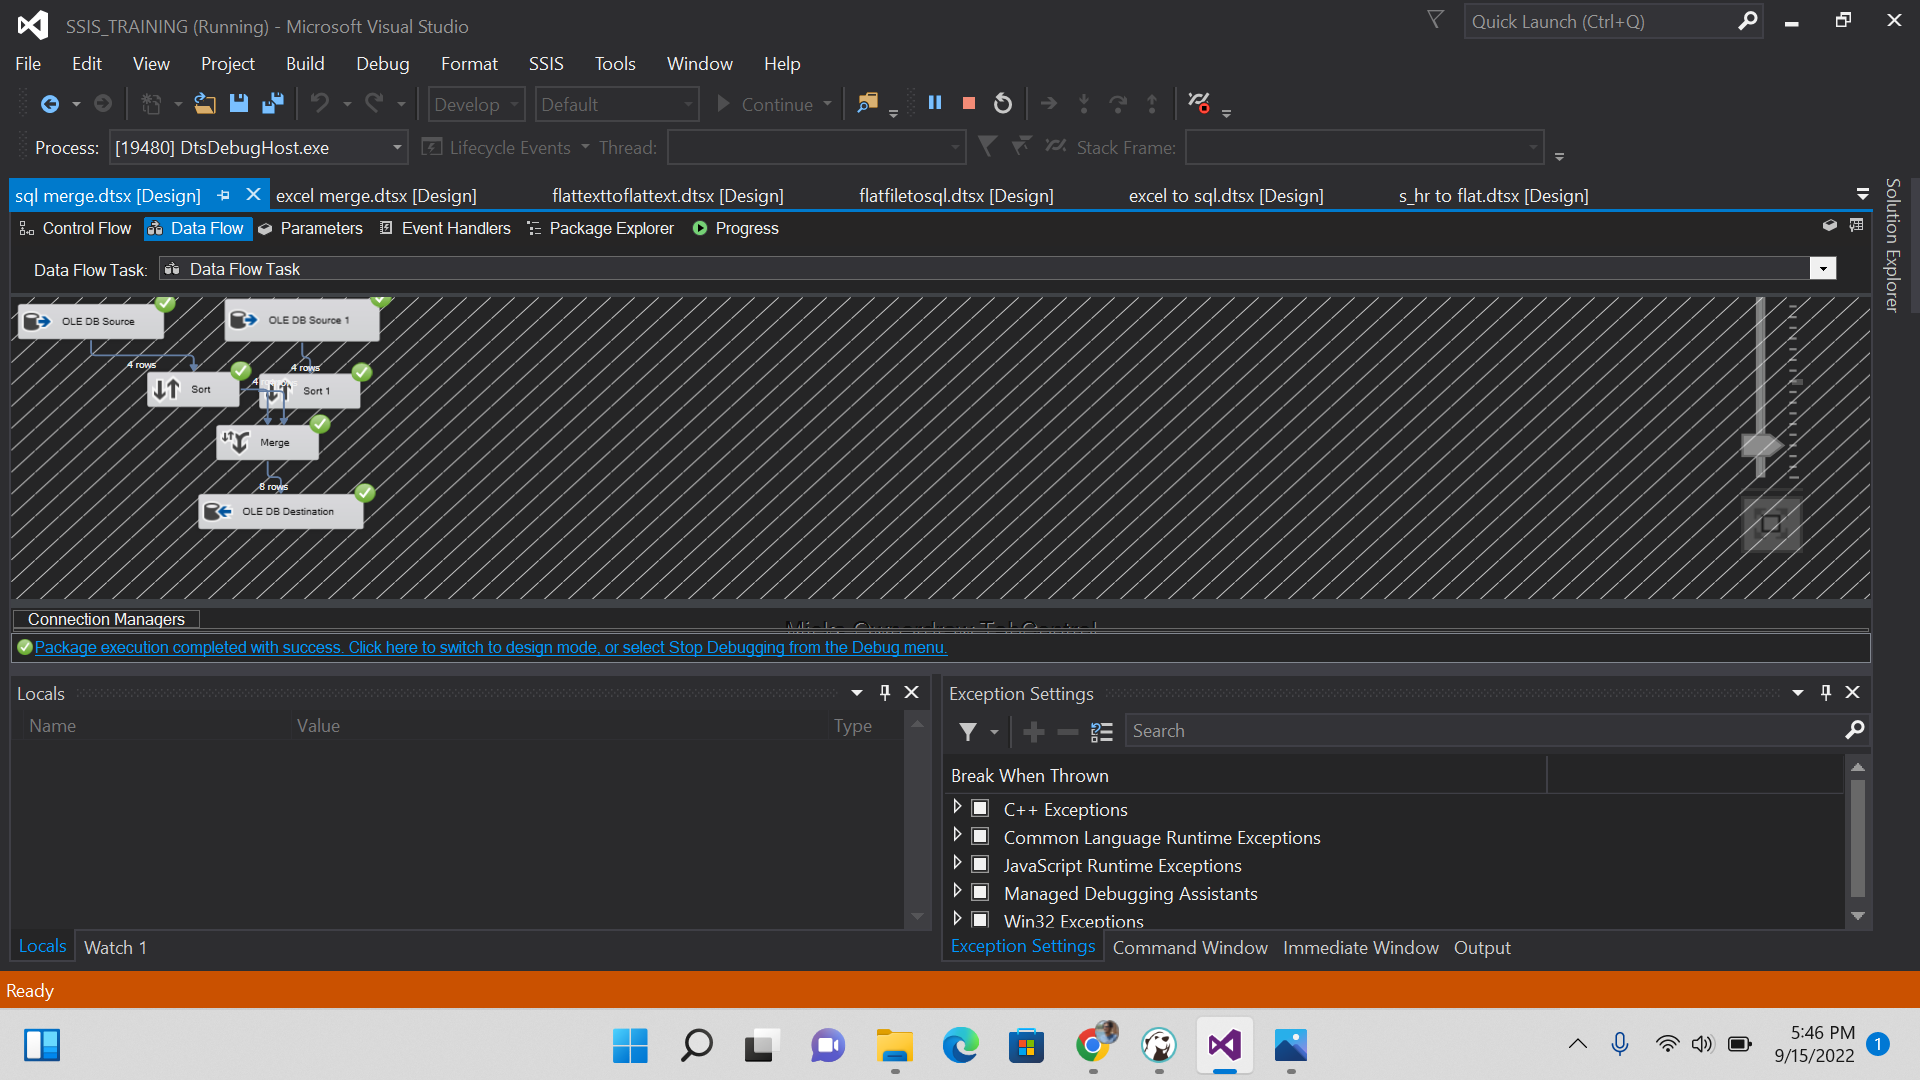 SSIS_TRAINING (Running) - Microsoft Visual Studio
Quick Launch (Ctrl+Q)
File Edit View Project Build Debug Format SSIS Tools Window Help
Develop Default Continue
Process: [19480] DtsDebugHost.exe Lifecycle Events Thread: Stack Frame:
sql merge.dtsx [Design] excel merge.dtsx [Design] flattexttoflattext.dtsx [Design] flatfiletosql.dtsx [Design] excel to sql.dtsx [Design] s_hr to flat.dtsx [Design]
Solution Explorer
Control Flow Data Flow Parameters Event Handlers Package Explorer Progress
Data Flow Task: Data Flow Task
OLE DB Source OLE DB Source 1
4 rows 4 rows
Sort Sort 1
Merge
8 rows
OLE DB Destination
Connection Managers
Package execution completed with success. Click here to switch to design mode, or select Stop Debugging from the Debug menu.
Locals
Name Value Type
Locals Watch 1
Exception Settings
Search
Break When Thrown
C++ Exceptions
Common Language Runtime Exceptions
JavaScript Runtime Exceptions
Managed Debugging Assistants
Win32 Exceptions
Exception Settings Command Window Immediate Window Output
Ready
5:46 PM
9/15/2022
1